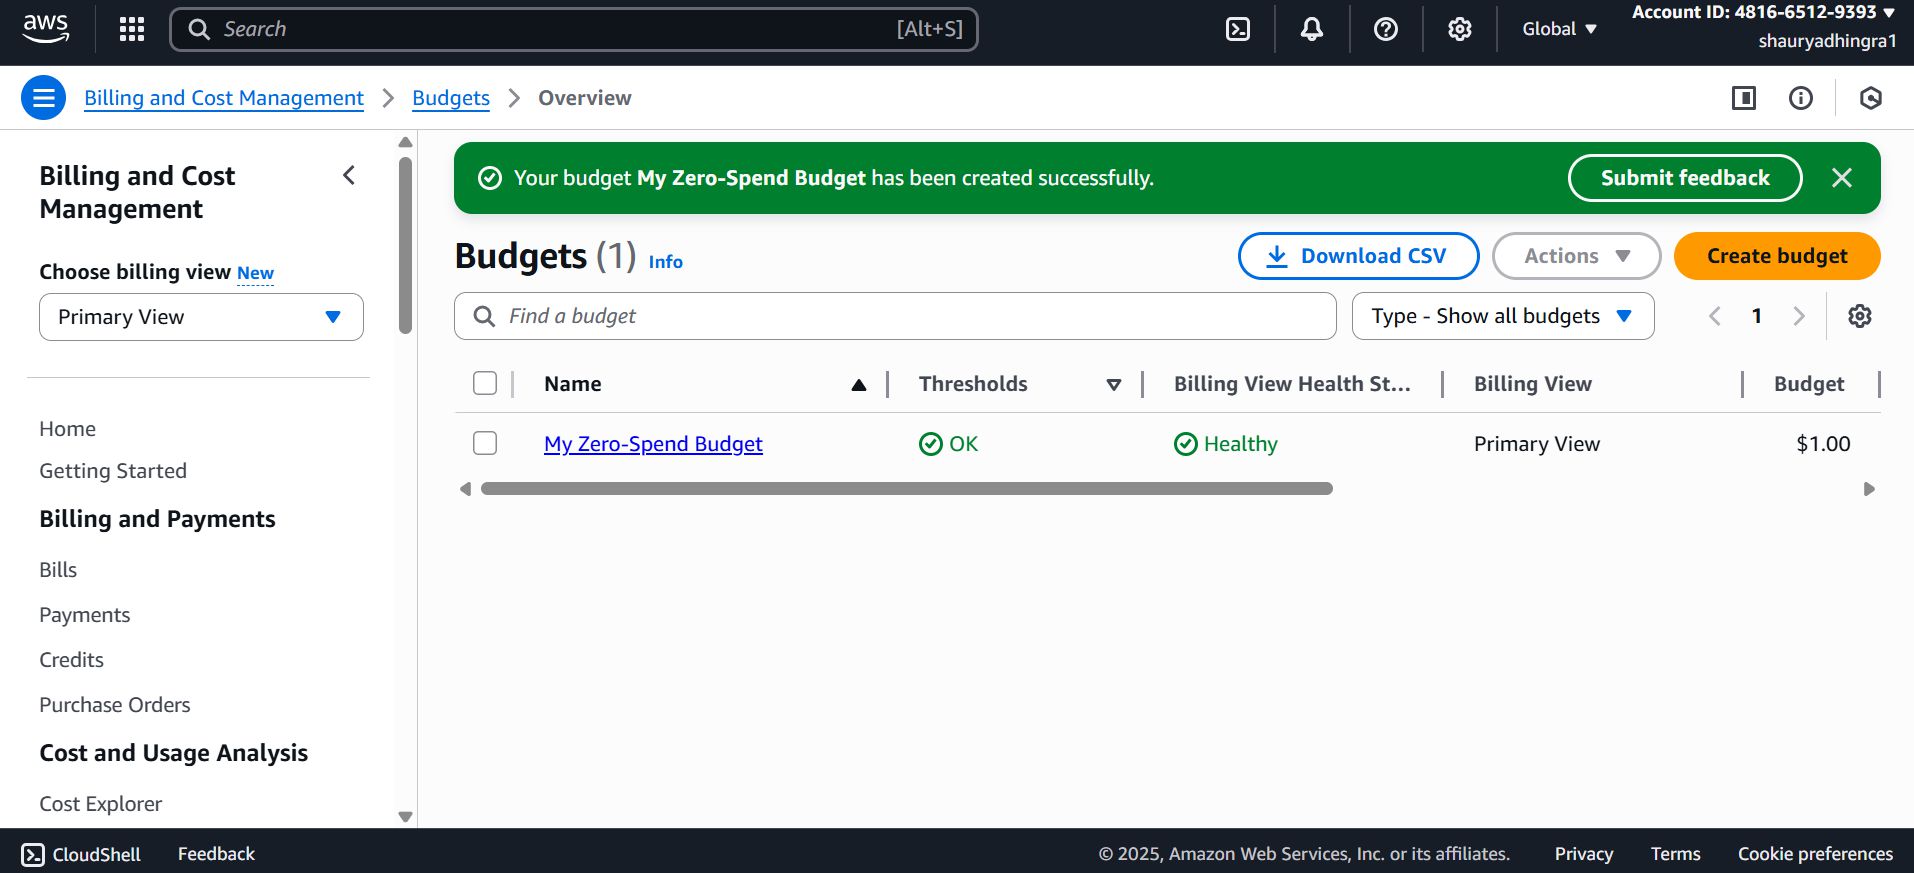 aws
Search [Alt+S]
Global
Account ID: 4816-6512-9393
shauryadhingra1
Billing and Cost Management
Budgets
Overview
Billing and Cost
Management
Choose billing view New
Primary View
Home
Getting Started
Billing and Payments
Bills
Payments
Credits
Purchase Orders
Cost and Usage Analysis
Cost Explorer
Your budget My Zero-Spend Budget has been created successfully.
Submit feedback
Budgets (1) Info
Download CSV
Actions
Create budget
Find a budget
Type - Show all budgets
1
Name Thresholds Billing View Health St... Billing View Budget
My Zero-Spend Budget OK Healthy Primary View $1.00
CloudShell Feedback © 2025, Amazon Web Services, Inc. or its affiliates. Privacy Terms Cookie preferences